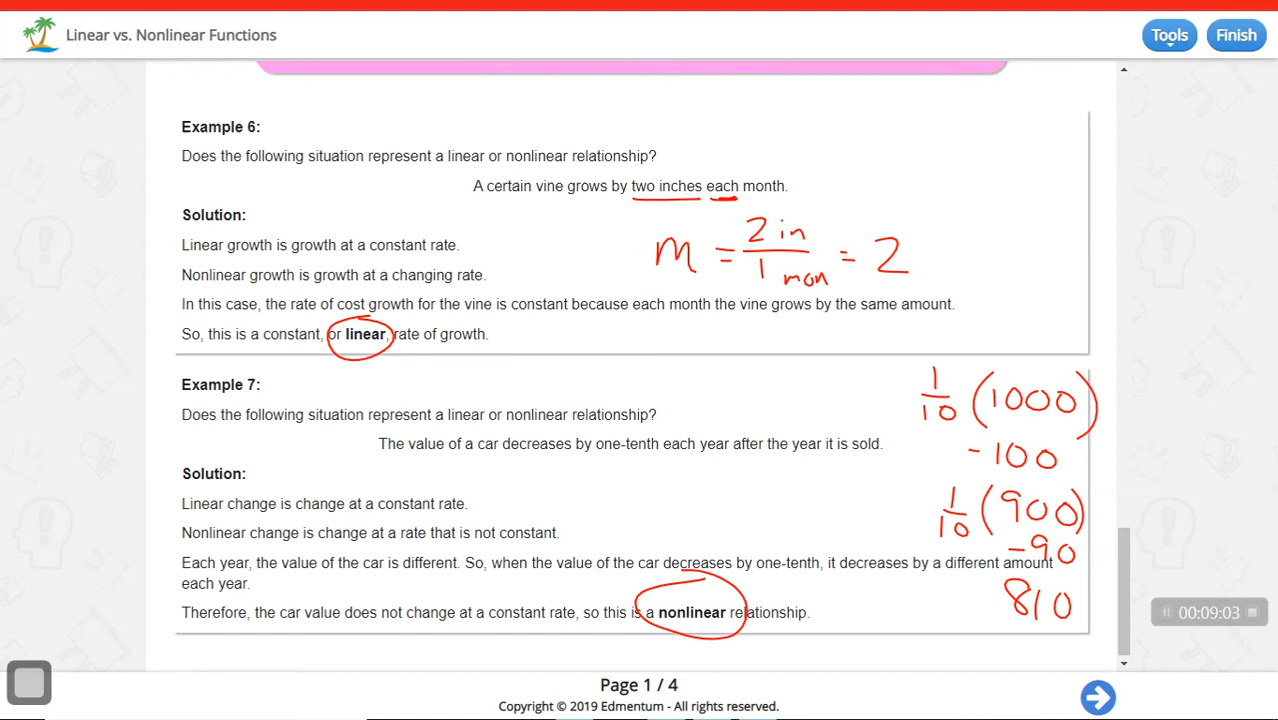 Linear vs. Nonlinear Functions
Tools
Finish
Example 6:
Does the following situation represent a linear or nonlinear relationship?
A certain vine grows by two inches each month.
Solution:
Linear growth is growth at a constant rate.
Nonlinear growth is growth at a changing rate.
m = 2 in / 1 mon = 2
In this case, the rate of cost growth for the vine is constant because each month the vine grows by the same amount.
So, this is a constant, or linear, rate of growth.
Example 7:
Does the following situation represent a linear or nonlinear relationship?
The value of a car decreases by one-tenth each year after the year it is sold.
Solution:
Linear change is change at a constant rate.
Nonlinear change is change at a rate that is not constant.
Each year, the value of the car is different. So, when the value of the car decreases by one-tenth, it decreases by a different amount
each year.
Therefore, the car value does not change at a constant rate, so this is a nonlinear relationship.
1/10 (1000)
-100
1/10 (900)
-90
810
00:09:03
Page 1 / 4
Copyright © 2019 Edmentum - All rights reserved.